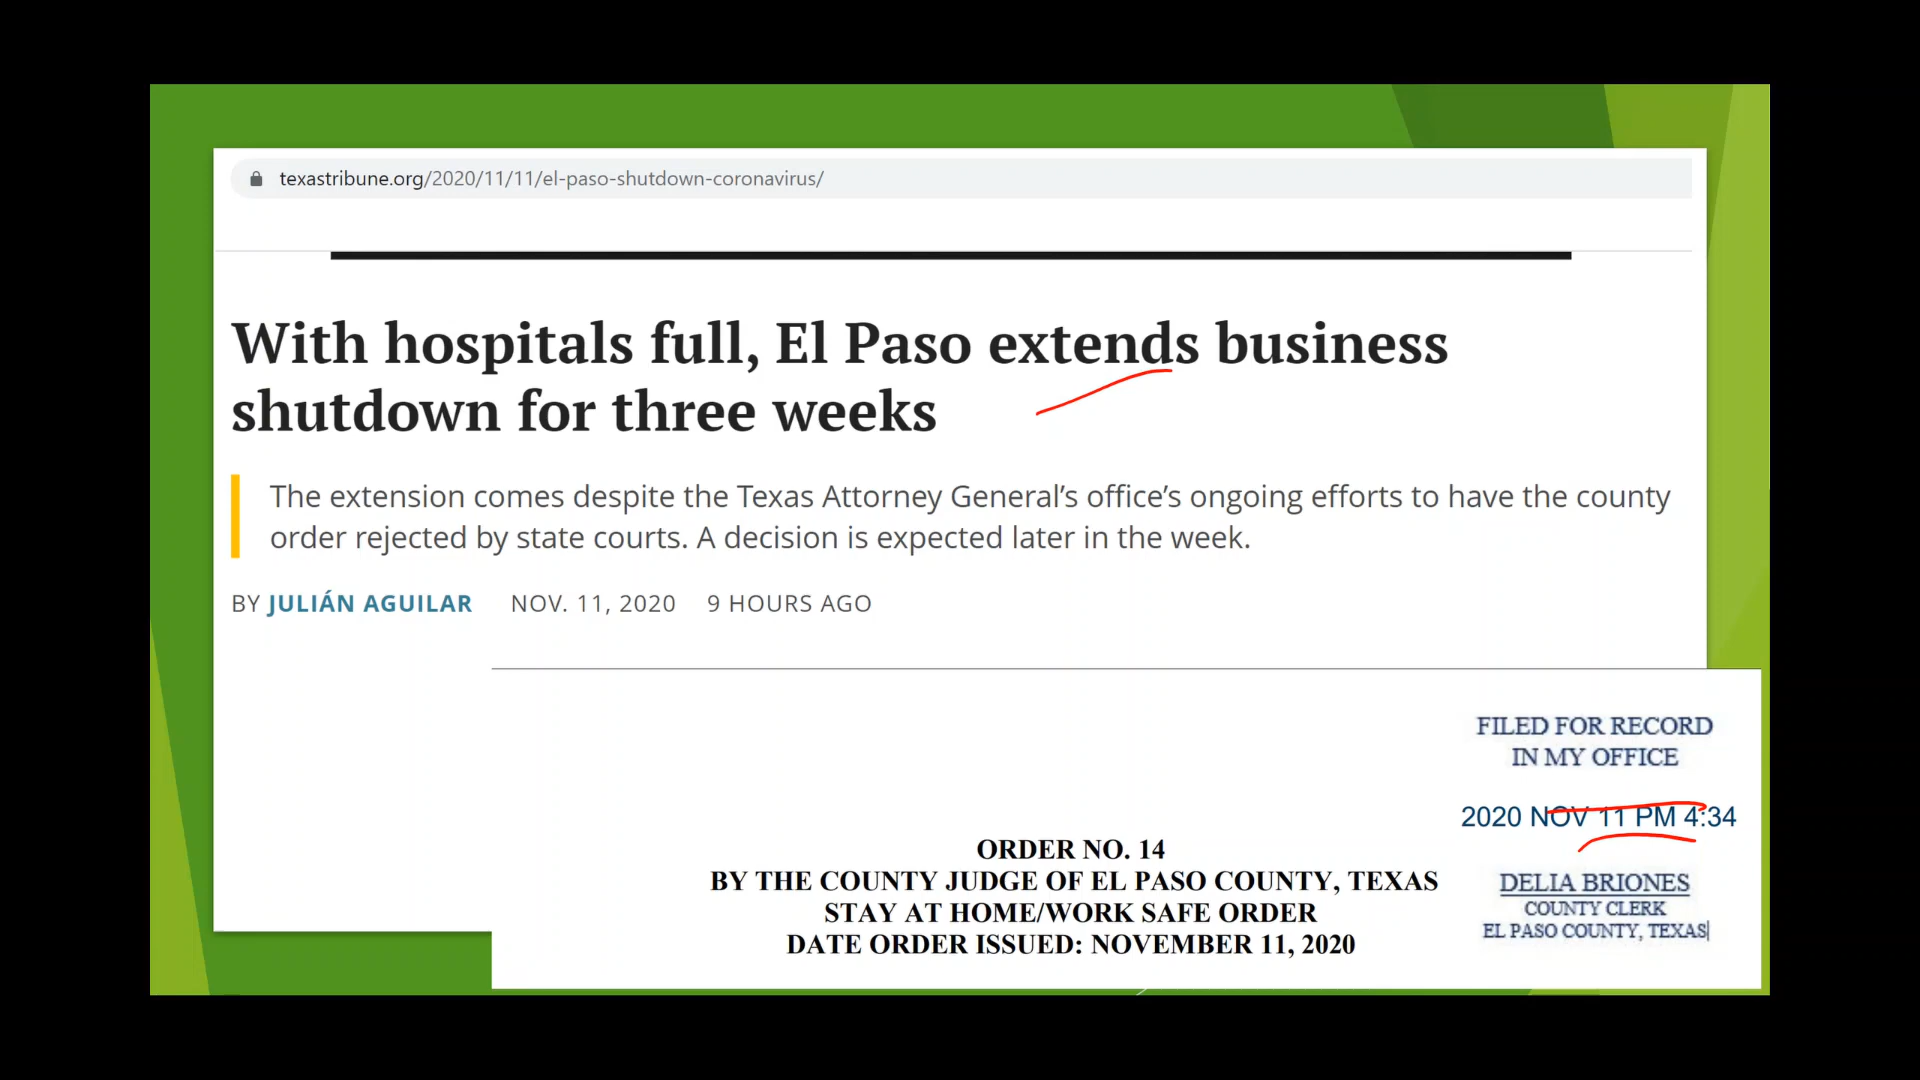 texastribune.org/2020/11/11/el-paso-shutdown-coronavirus/
With hospitals full, El Paso extends business
shutdown for three weeks
The extension comes despite the Texas Attorney General’s office’s ongoing efforts to have the county
order rejected by state courts. A decision is expected later in the week.
BY JULIÁN AGUILAR NOV. 11, 2020 9 HOURS AGO
FILED FOR RECORD
IN MY OFFICE
2020 NOV 11 PM 4:34
DELIA BRIONES
COUNTY CLERK
EL PASO COUNTY, TEXAS
ORDER NO. 14
BY THE COUNTY JUDGE OF EL PASO COUNTY, TEXAS
STAY AT HOME/WORK SAFE ORDER
DATE ORDER ISSUED: NOVEMBER 11, 2020